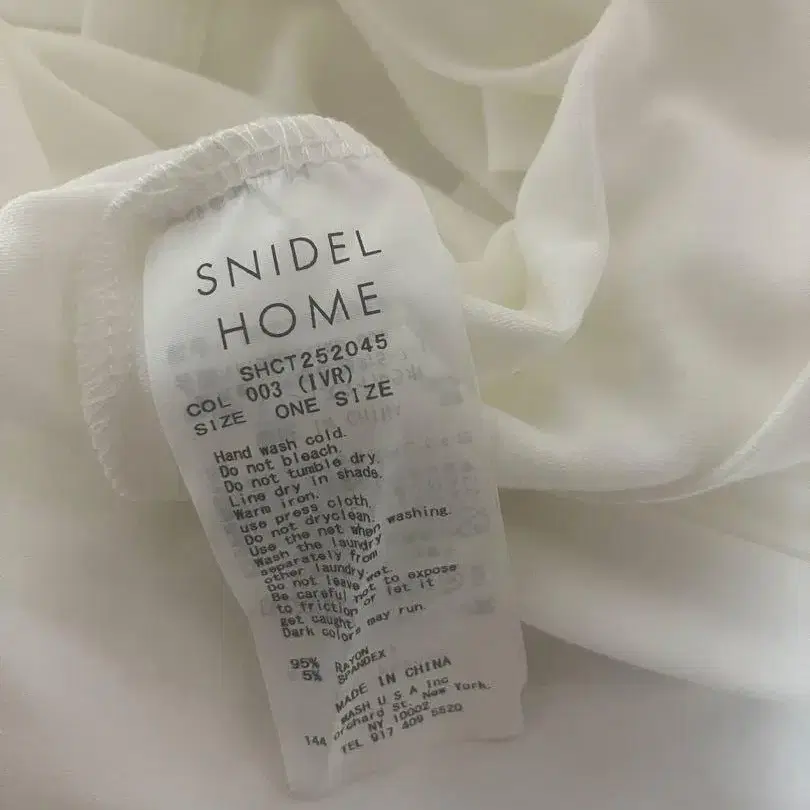 SNIDEL
HOME
SHCT252045
COL 003 (IVR)
SIZE ONE SIZE
Hand wash cold.
Do not bleach.
Do not tumble dry.
Line dry in shade.
Warm iron.
use press cloth.
Do not dryclean.
Use the net when washing.
Wash the laundry
separately from
other laundry.
Do not leave wet.
Be careful not to expose
to friction or let it
get caught.
Dark colors may run.
95% RAYON
5% SPANDEX
MADE IN CHINA
MASH U S A Inc
144 orchard St. New York.
NY 10002
TEL 917 409 5520